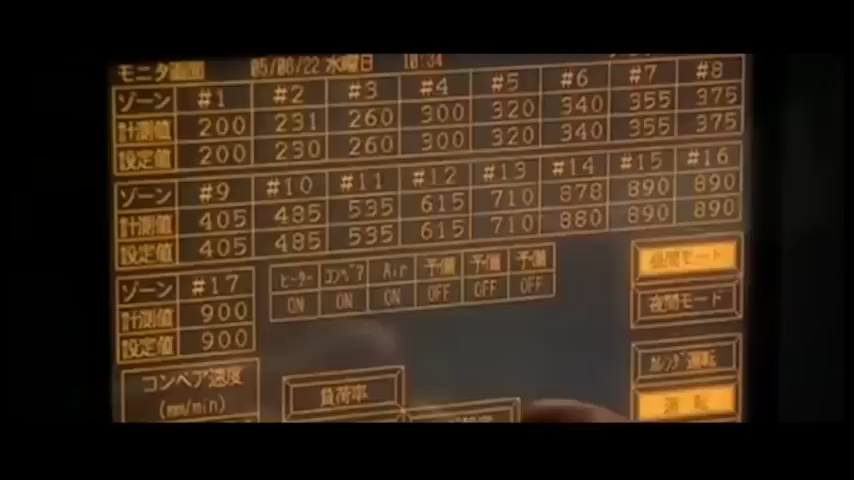 モニタ画面 05/06/22 水曜日 10:34
ゾーン #1 #2 #3 #4 #5 #6 #7 #8
計測値 200 231 260 300 320 340 355 375
設定値 200 230 260 300 320 340 355 375
ゾーン #9 #10 #11 #12 #13 #14 #15 #16
計測値 405 485 535 615 710 878 890 890
設定値 405 485 535 615 710 880 890 890
ゾーン #17
計測値 900
設定値 900
ヒーター コンベア Air 予備 予備 予備
ON ON ON OFF OFF OFF
昼間モード
夜間モード
運転
運転
コンベア速度
(mm/min)
負荷率